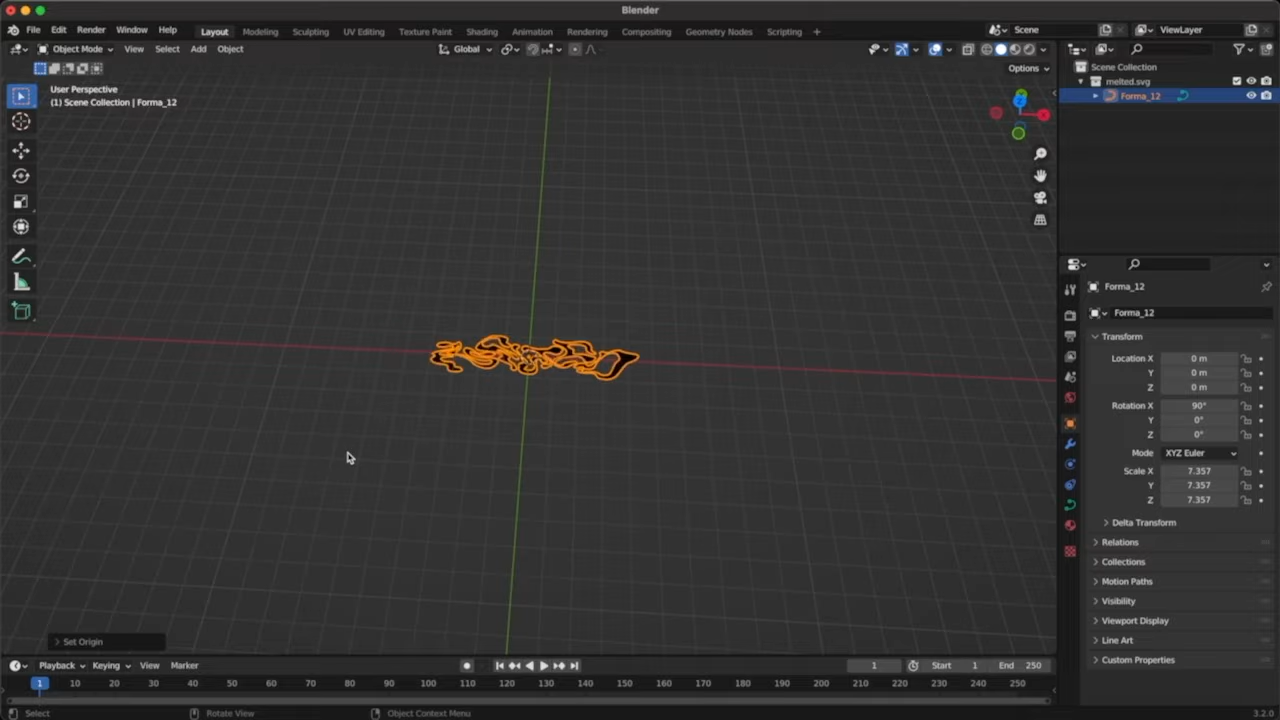 Blender
File Edit Render Window Help Layout Modeling Sculpting UV Editing Texture Paint Shading Animation Rendering Compositing Geometry Nodes Scripting + Scene ViewLayer
Object Mode View Select Add Object Global
Options
User Perspective
(1) Scene Collection | Forma_12
Scene Collection
melted.svg
Forma_12
X
Z
Forma_12
Forma_12
Transform
Location X 0 m
Y 0 m
Z 0 m
Rotation X 90°
Y 0°
Z 0°
Mode XYZ Euler
Scale X 7.357
Y 7.357
Z 7.357
Delta Transform
Relations
Collections
Motion Paths
Visibility
Viewport Display
Line Art
Custom Properties
Set Origin
Playback Keying View Marker 1 Start 1 End 250
1 10 20 30 40 50 60 70 80 90 100 110 120 130 140 150 160 170 180 190 200 210 220 230 240 250
Select Rotate View Object Context Menu 3.2.0